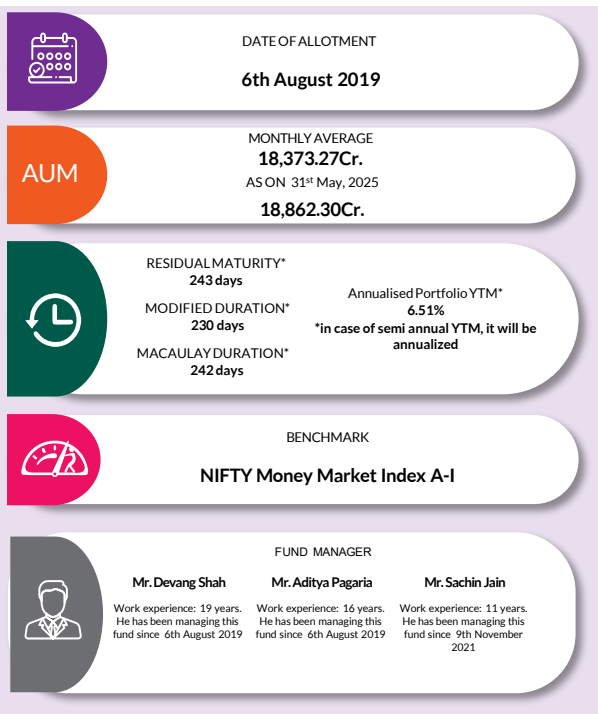 DATE OF ALLOTMENT
6th August 2019
AUM
MONTHLY AVERAGE
18,373.27Cr.
AS ON 31st May, 2025
18,862.30Cr.
RESIDUAL MATURITY*
243 days
MODIFIED DURATION*
230 days
MACAULAY DURATION*
242 days
Annualised Portfolio YTM*
6.51%
*in case of semi annual YTM, it will be
annualized
BENCHMARK
NIFTY Money Market Index A-I
FUND MANAGER
Mr. Devang Shah
Work experience: 19 years.
He has been managing this
fund since 6th August 2019
Mr. Aditya Pagaria
Work experience: 16 years.
He has been managing this
fund since 6th August 2019
Mr. Sachin Jain
Work experience: 11 years.
He has been managing this
fund since 9th November
2021